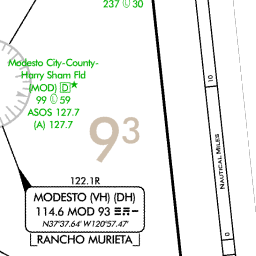 237 30
Modesto City-County-
Harry Sham Fld
(MOD) D★
99 59
ASOS 127.7
(A) 127.7
93
10
NAUTICAL MILES
0
122.1R
MODESTO (VH) (DH)
114.6 MOD 93
N37°37.64' W120°57.47'
RANCHO MURIETA